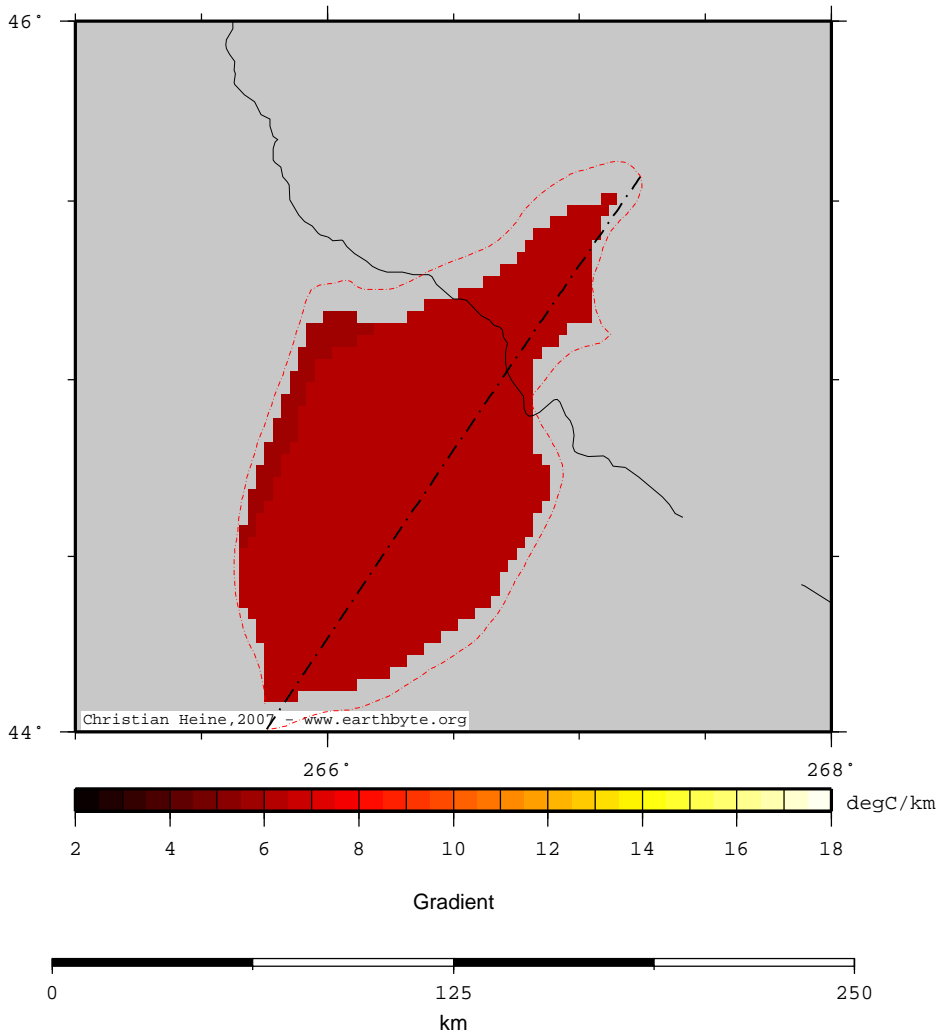 46°
44°
Christian Heine,2007 - www.earthbyte.org
266° 268°
degC/km
2 4 6 8 10 12 14 16 18
Gradient
0 125 250
km